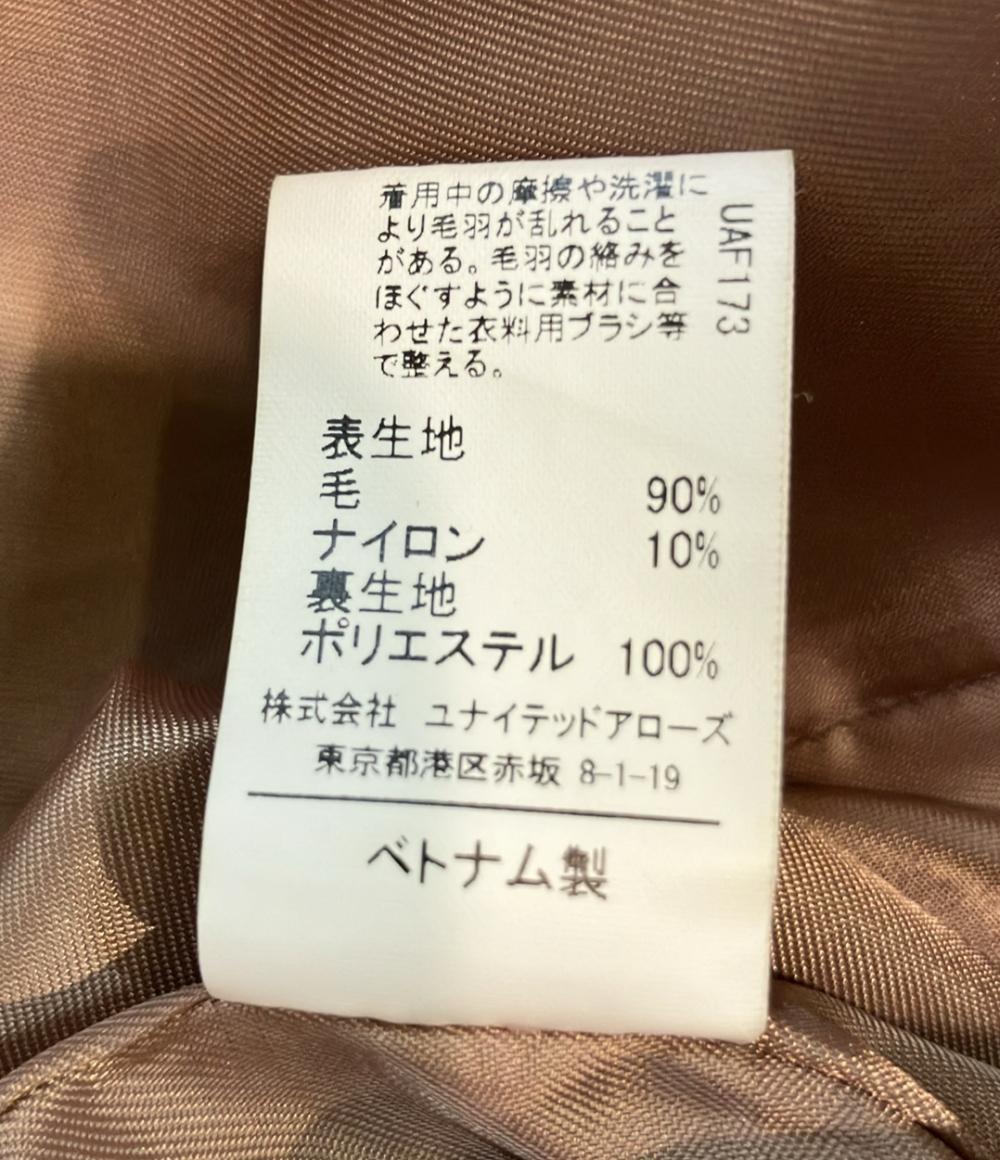 着用中の摩擦や洗濯に
より毛羽が乱れること
がある。毛羽の絡みを
ほぐすように素材に合
わせた衣料用ブラシ等
で整える。
UAF173
表生地
毛 90%
ナイロン 10%
裏生地
ポリエステル 100%
株式会社 ユナイテッドアローズ
東京都港区赤坂 8-1-19
ベトナム製